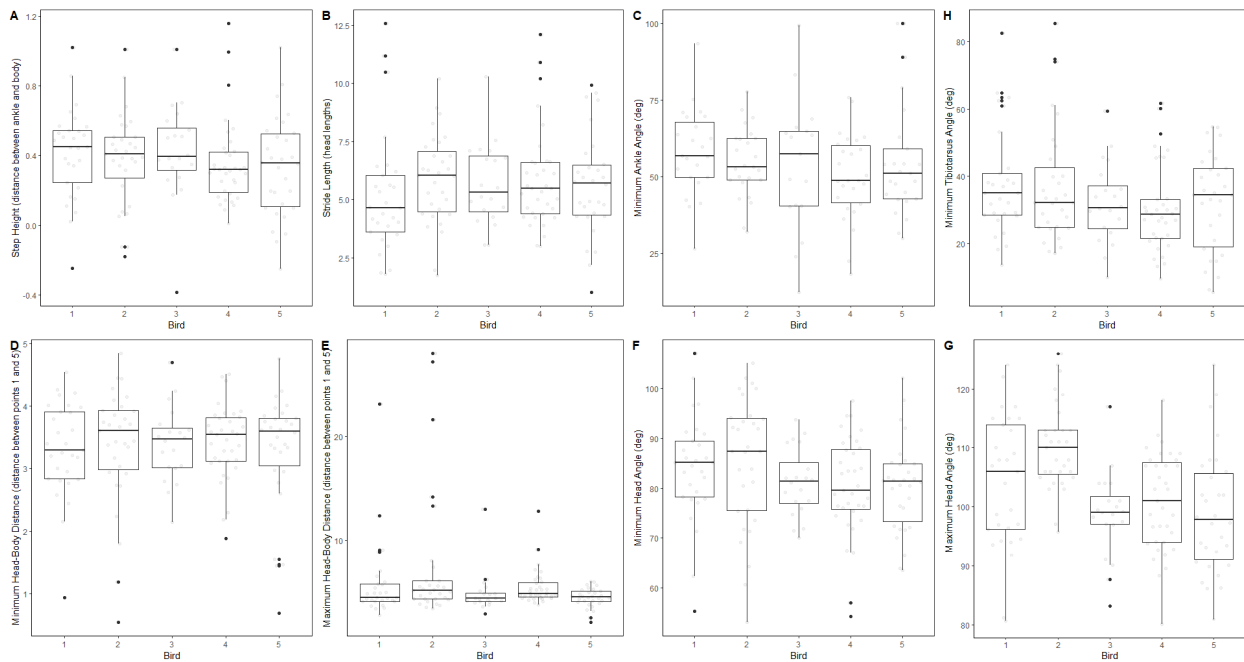 A
Step Height (distance between ankle and body)
1.2
0.8
0.4
0.0
-0.4
1 2 3 4 5
Bird
B
Stride Length (head lengths)
12.5
10.0
7.5
5.0
2.5
1 2 3 4 5
Bird
C
Minimum Ankle Angle (deg)
100
75
50
25
1 2 3 4 5
Bird
H
Minimum Tibiotarsus Angle (deg)
80
60
40
20
1 2 3 4 5
Bird
D
Minimum Head-Body Distance (distance between points 1 and 5)
5
4
3
2
1
1 2 3 4 5
Bird
E
Maximum Head-Body Distance (distance between points 1 and 5)
20
10
1 2 3 4 5
Bird
F
Minimum Head Angle (deg)
100
90
80
70
60
1 2 3 4 5
Bird
G
Maximum Head Angle (deg)
120
110
100
90
80
1 2 3 4 5
Bird